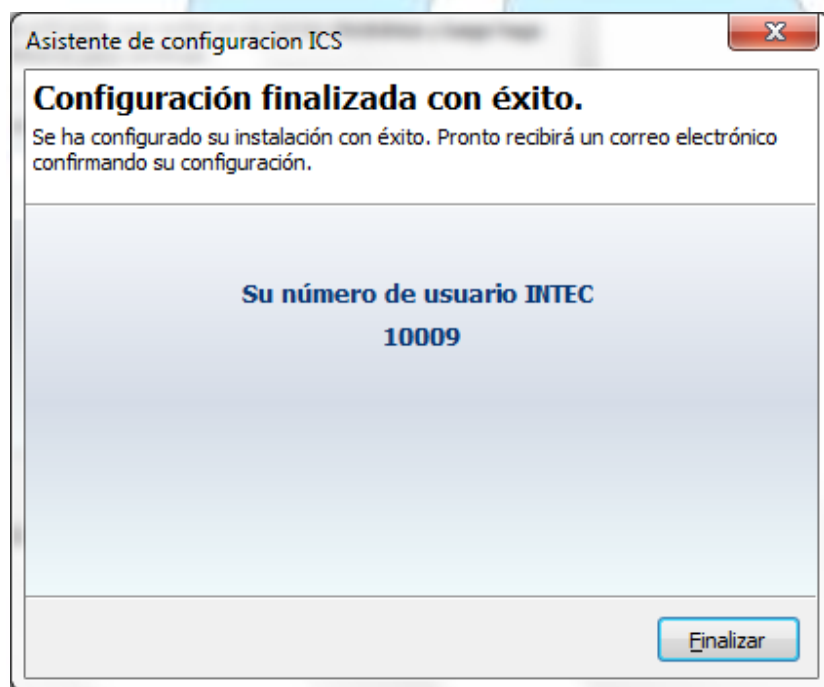 Asistente de configuracion ICS
Configuración finalizada con éxito.
Se ha configurado su instalación con éxito. Pronto recibirá un correo electrónico
confirmando su configuración.
Su número de usuario INTEC
10009
Finalizar